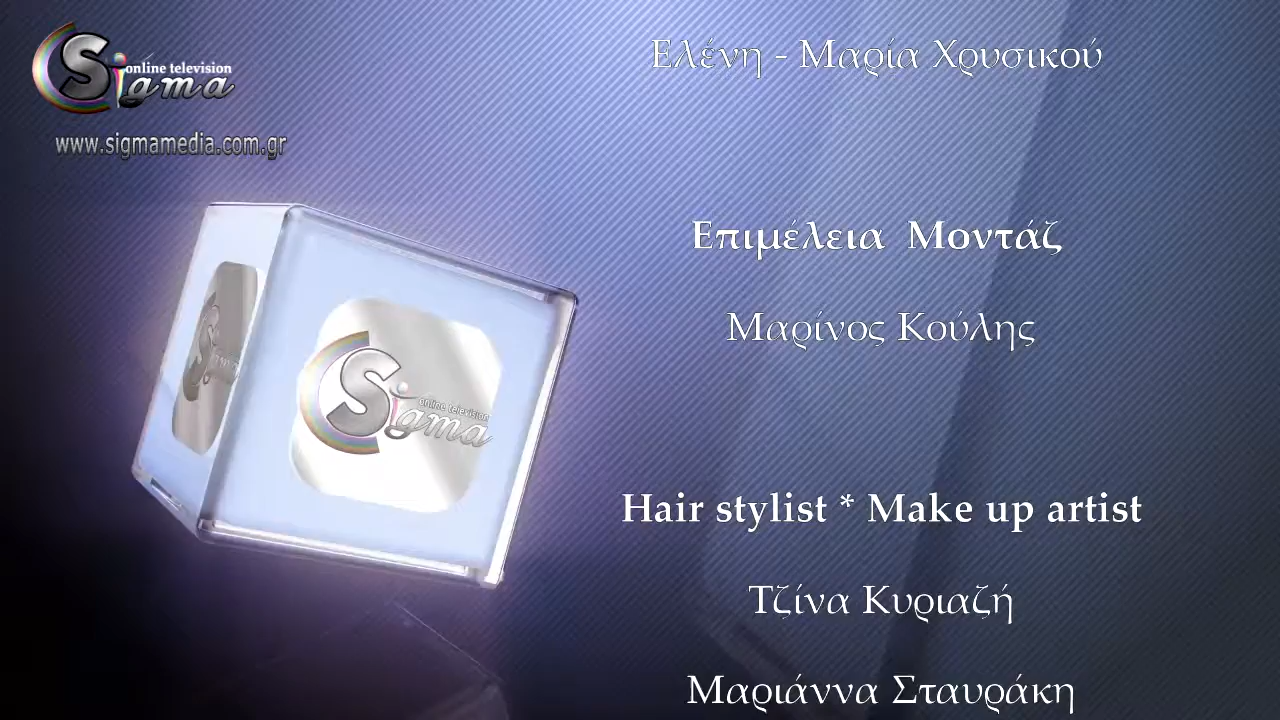 Sigma
online television
www.sigmamedia.com.gr
Ελένη - Μαρία Χρυσικού
Επιμέλεια Μοντάζ
Μαρίνος Κούλης
Sigma
online television
Hair stylist * Make up artist
Τζίνα Κυριαζή
Μαριάννα Σταυράκη